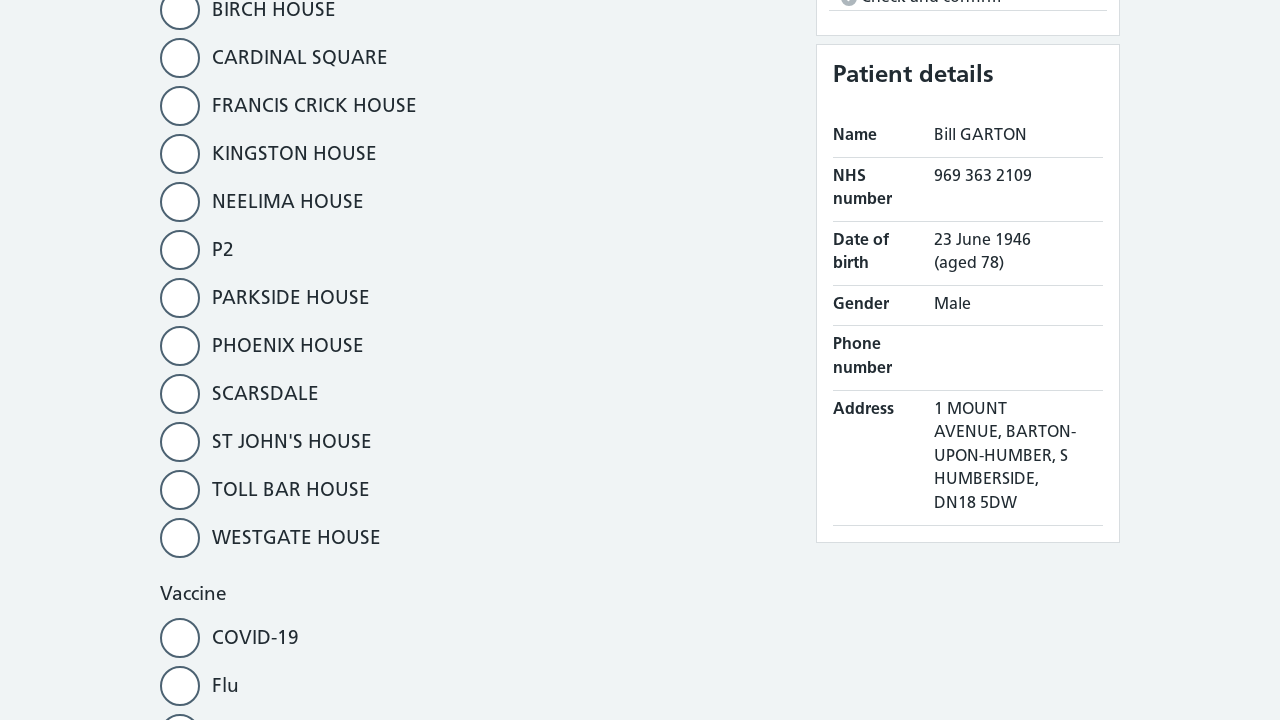 BIRCH HOUSE
CARDINAL SQUARE
FRANCIS CRICK HOUSE
KINGSTON HOUSE
NEELIMA HOUSE
P2
PARKSIDE HOUSE
PHOENIX HOUSE
SCARSDALE
ST JOHN'S HOUSE
TOLL BAR HOUSE
WESTGATE HOUSE
Vaccine
COVID-19
Flu
Check and confirm
Patient details
Name Bill GARTON
NHS number 969 363 2109
Date of birth 23 June 1946
(aged 78)
Gender Male
Phone number
Address 1 MOUNT
AVENUE, BARTON-
UPON-HUMBER, S
HUMBERSIDE,
DN18 5DW